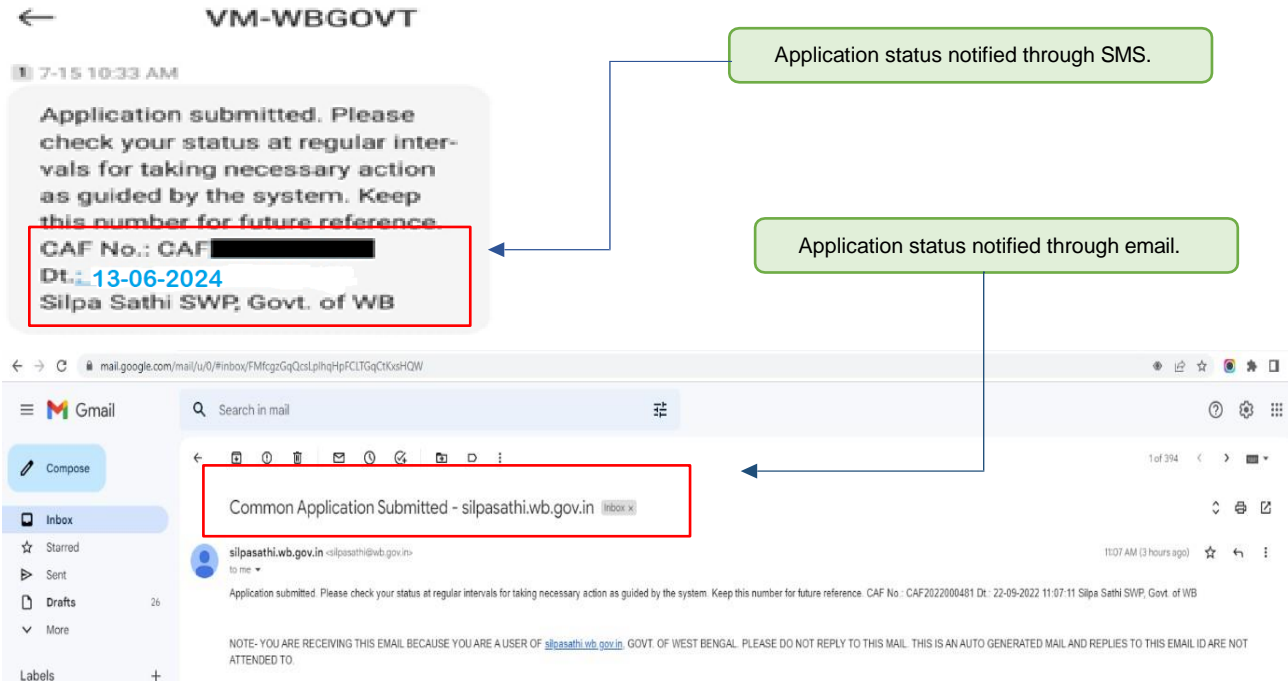 VM-WBGOVT
Application status notified through SMS.
1 7-15 10:33 AM
Application submitted. Please
check your status at regular inter-
vals for taking necessary action
as guided by the system. Keep
this number for future reference.
CAF No.: CAF
Dt.: 13-06-2024
Silpa Sathi SWP, Govt. of WB
Application status notified through email.
mail.google.com/mail/u/0/#inbox/FMfcgzGqQcsLplhqHpFCLTGqCtKxsHQW
Gmail
Search in mail
Compose
1 of 394
Common Application Submitted - silpasathi.wb.gov.in Inbox x
Inbox
Starred
silpasathi.wb.gov.in <silpasathi@wb.gov.in>
11:07 AM (3 hours ago)
to me
Sent
Application submitted. Please check your status at regular intervals for taking necessary action as guided by the system. Keep this number for future reference. CAF No.: CAF2022000481 Dt.: 22-09-2022 11:07:11 Silpa Sathi SWP, Govt. of WB
Drafts 26
More
NOTE- YOU ARE RECEIVING THIS EMAIL BECAUSE YOU ARE A USER OF silpasathi.wb.gov.in, GOVT. OF WEST BENGAL. PLEASE DO NOT REPLY TO THIS MAIL. THIS IS AN AUTO GENERATED MAIL AND REPLIES TO THIS EMAIL ID ARE NOT
ATTENDED TO.
Labels +